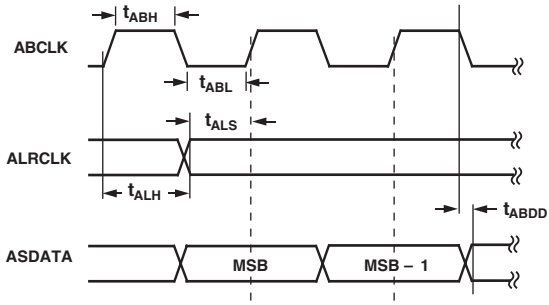 tABH
ABCLK
tABL
tALS
ALRCLK
tALH
tABDD
ASDATA
MSB
MSB – 1